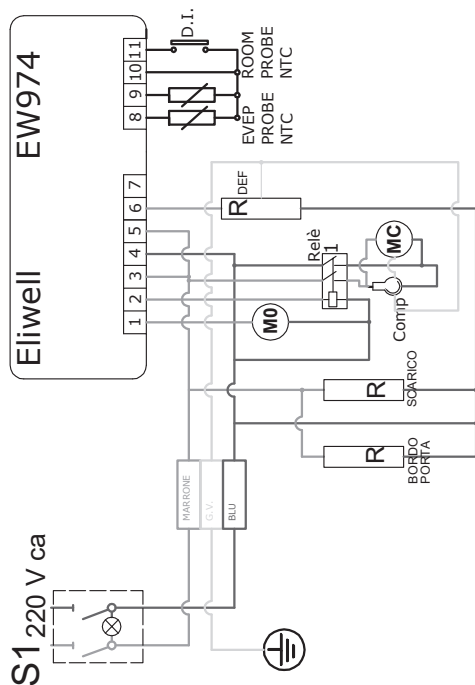 Eliwell
EW974
1 2 3 4 5 6 7
8 9 10 11
D.I.
EVEP
PROBE
NTC
ROOM
PROBE
NTC
R
DEF
Relè
1
M0
MC
Comp
R
SCARICO
R
BORDO
PORTA
MARRONE
G.V.
BLU
S1
220 V ca